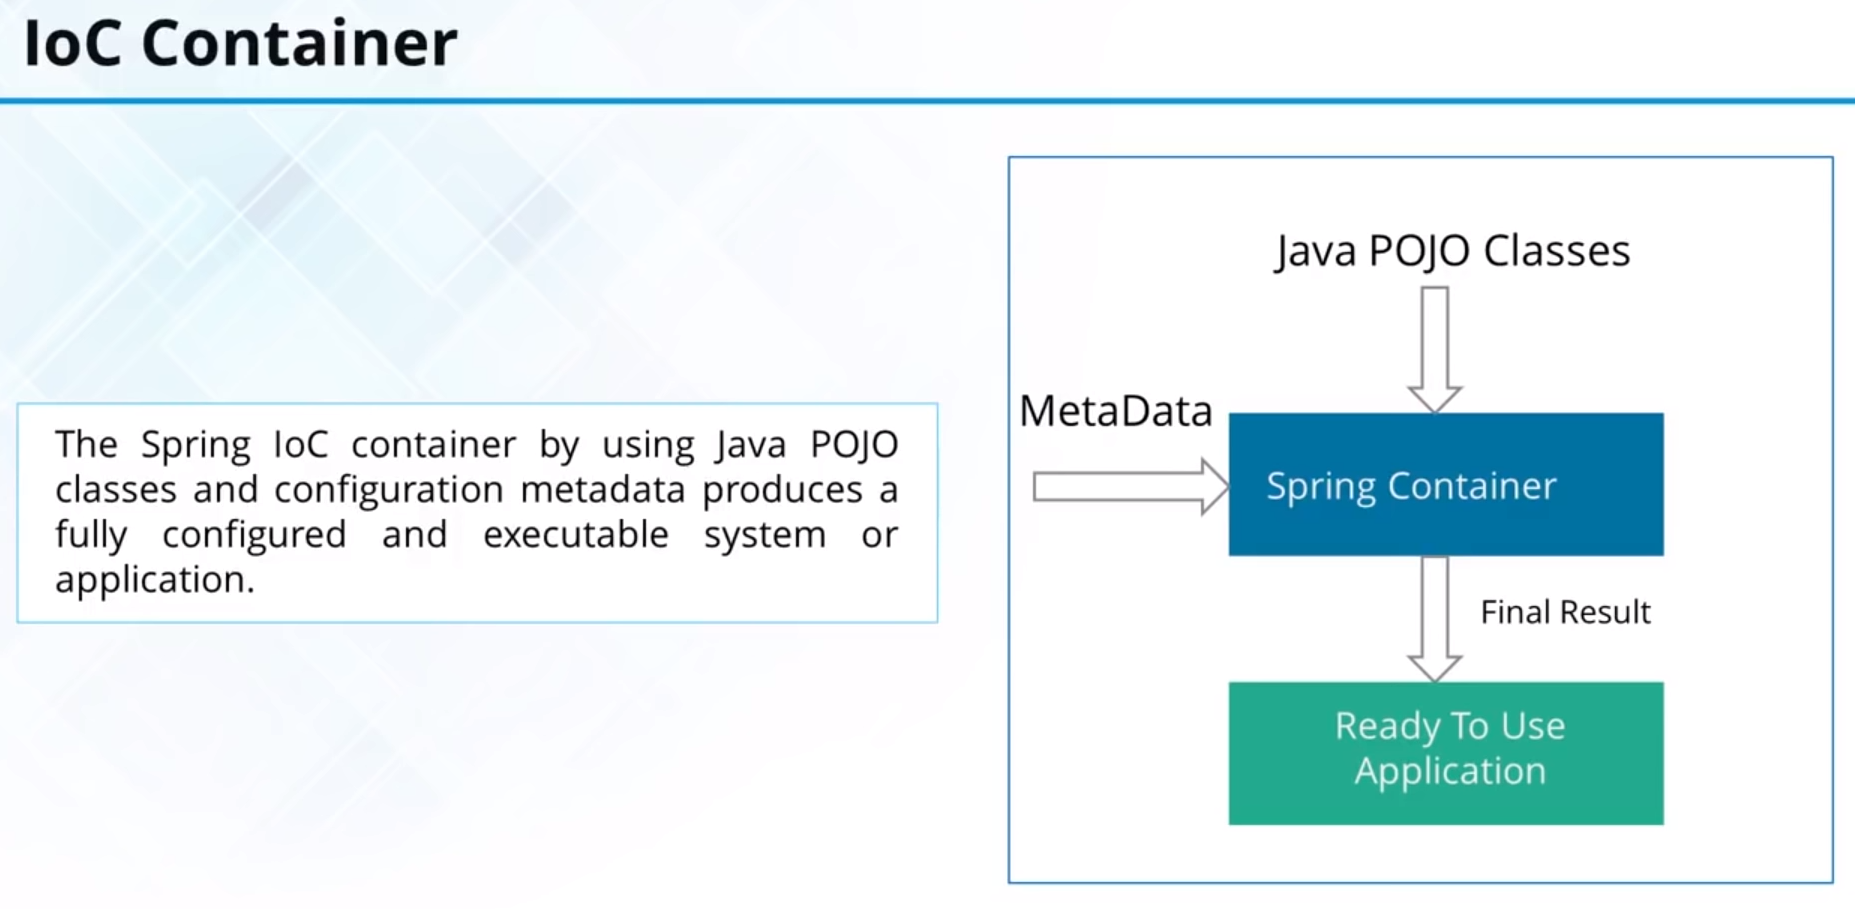 IoC Container
The Spring IoC container by using Java POJO
classes and configuration metadata produces a
fully configured and executable system or
application.
Java POJO Classes
MetaData
Spring Container
Final Result
Ready To Use
Application